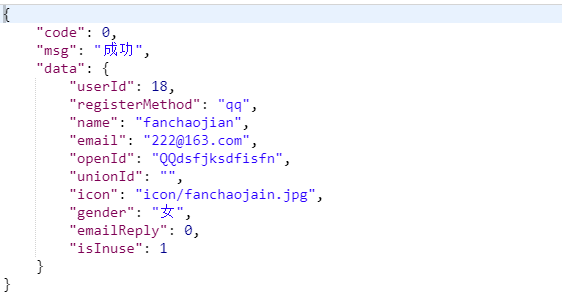 {
"code": 0,
"msg": "成功",
"data": {
"userId": 18,
"registerMethod": "qq",
"name": "fanchaojian",
"email": "222@163.com",
"openId": "QQdsfjksdfisfn",
"unionId": "",
"icon": "icon/fanchaojain.jpg",
"gender": "女",
"emailReply": 0,
"isInuse": 1
}
}